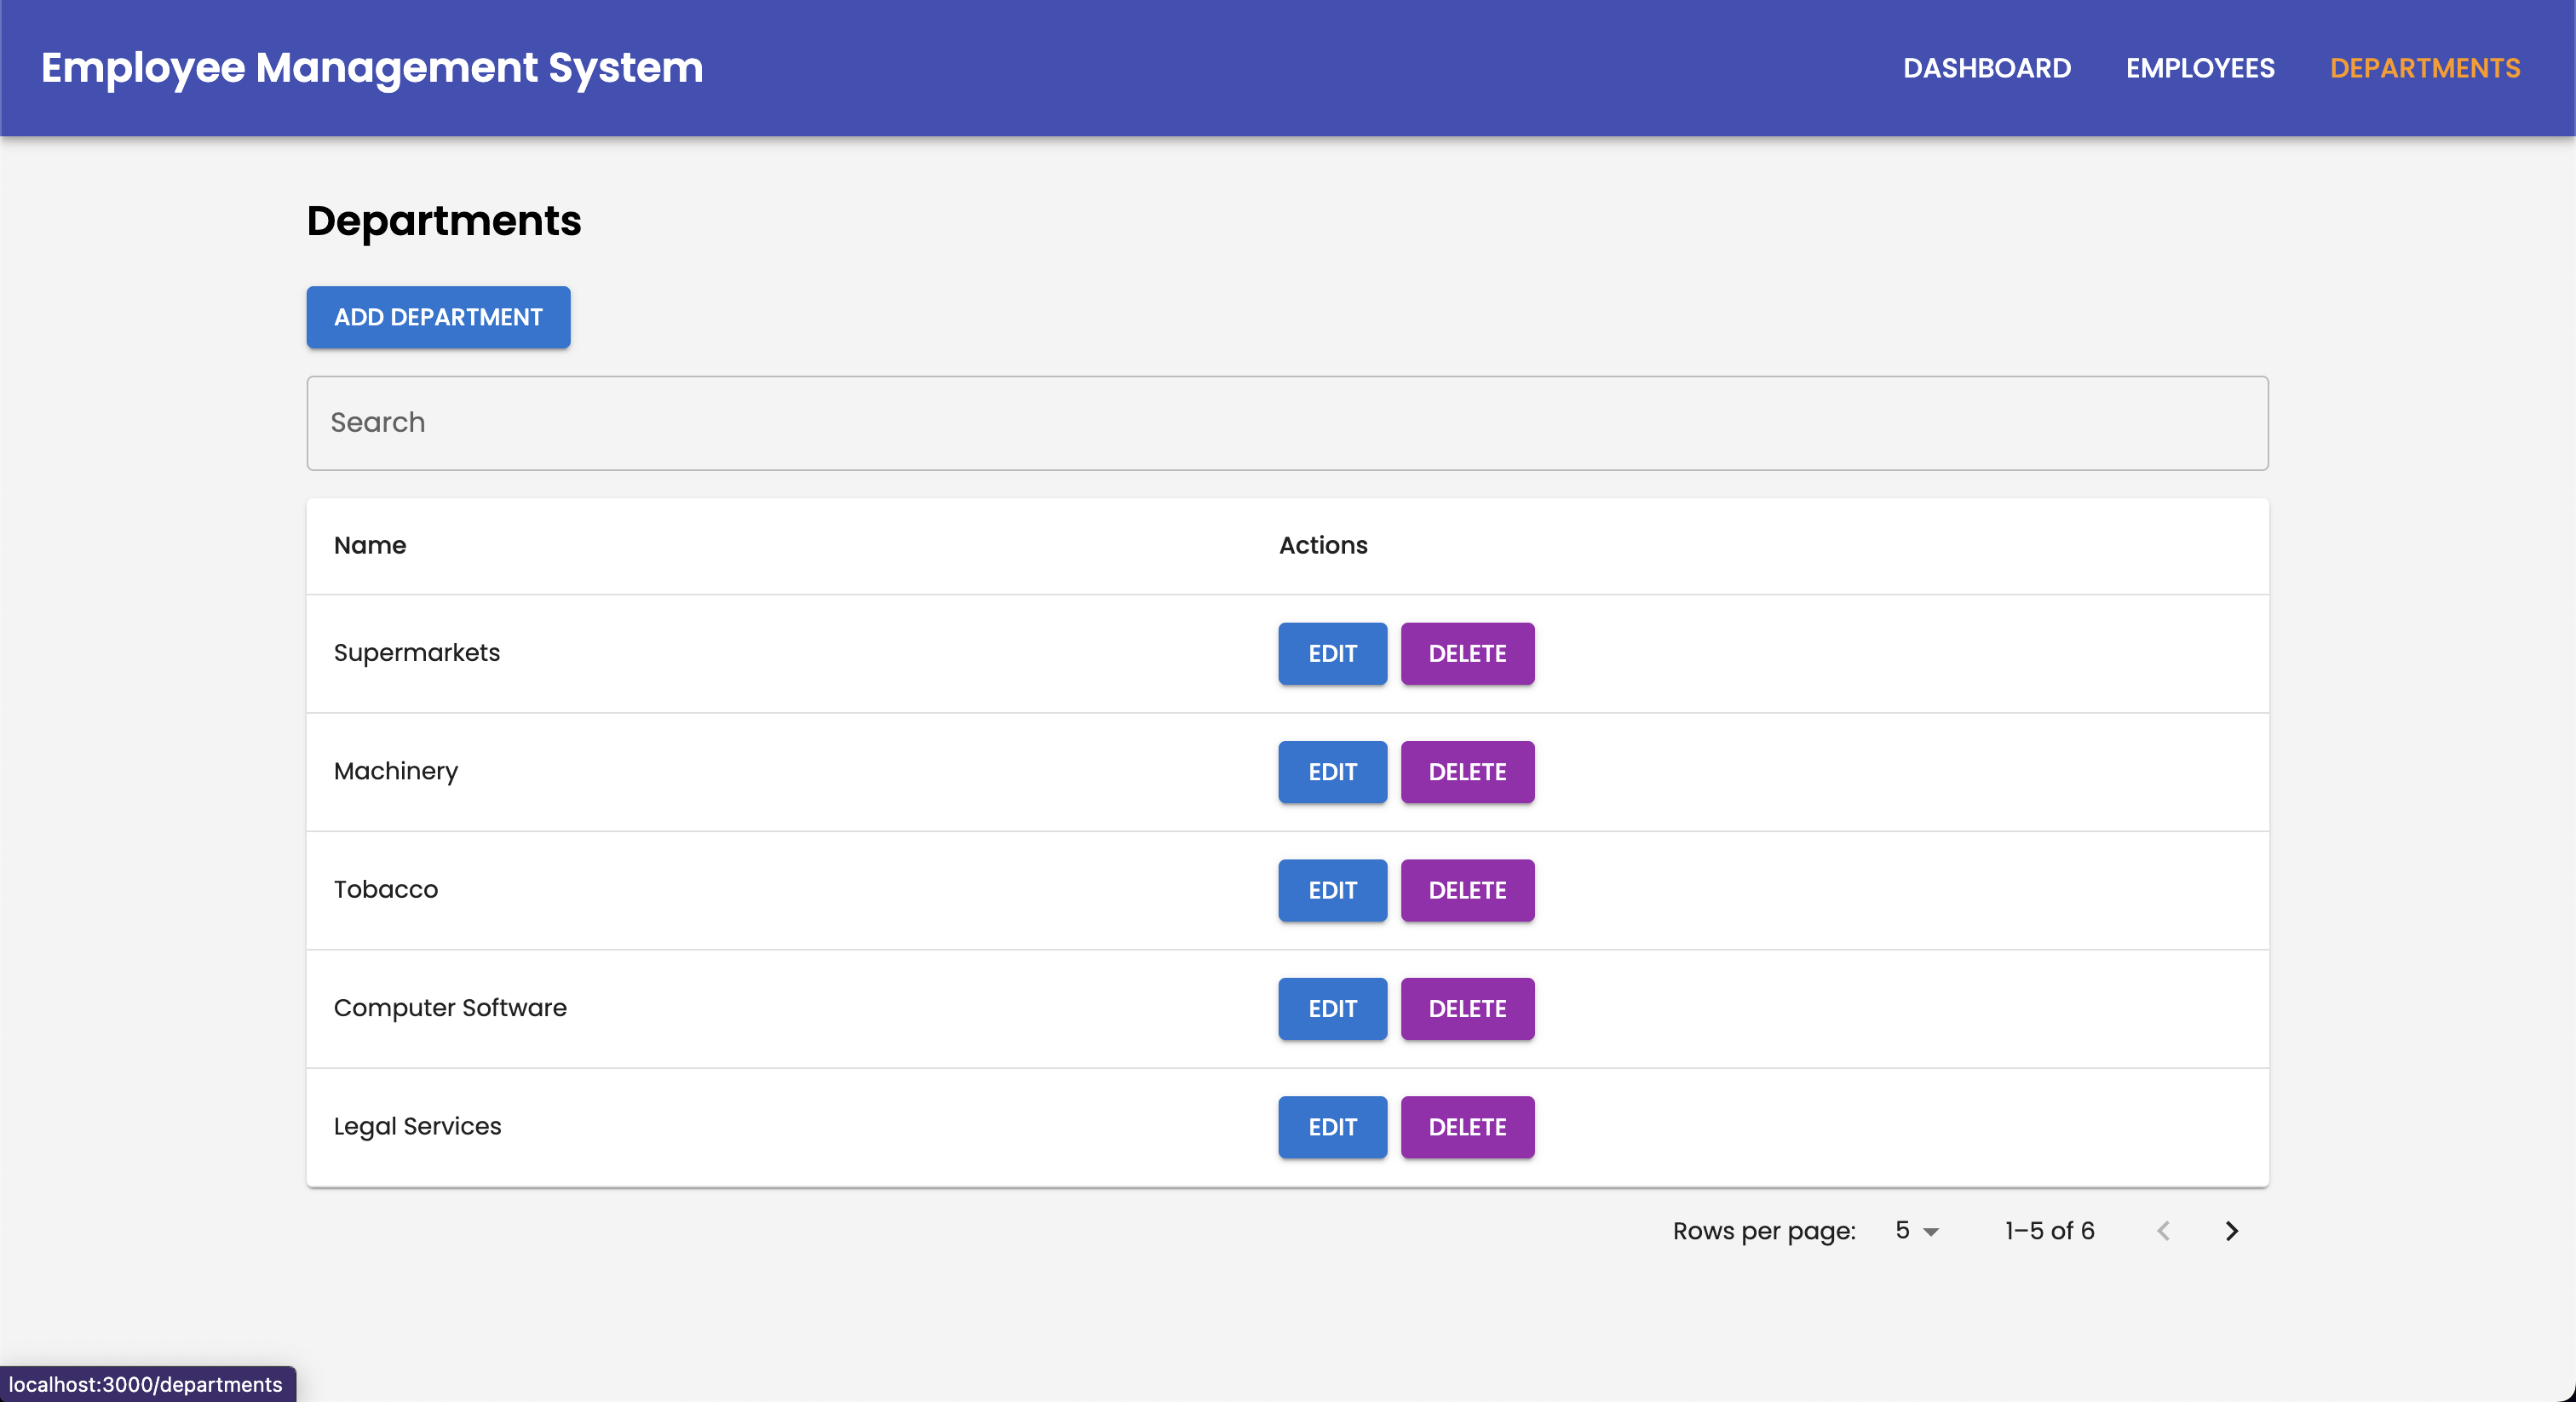 Employee Management System
DASHBOARD EMPLOYEES DEPARTMENTS
Departments
ADD DEPARTMENT
Search
Name Actions
Supermarkets EDIT DELETE
Machinery EDIT DELETE
Tobacco EDIT DELETE
Computer Software EDIT DELETE
Legal Services EDIT DELETE
Rows per page: 5 1–5 of 6
localhost:3000/departments